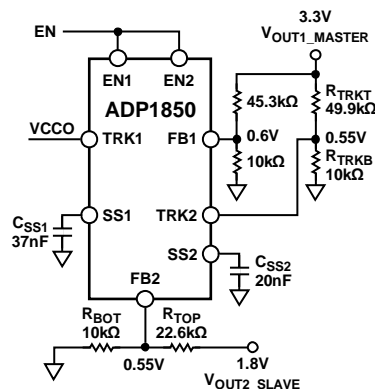 3.3V
EN
VOUT1_MASTER
EN1
EN2
45.3kΩ
RTRKT
49.9kΩ
ADP1850
VCCO
TRK1
FB1
0.6V
0.55V
10kΩ
RTRKB
10kΩ
CSS1
37nF
SS1
TRK2
SS2
CSS2
20nF
FB2
RBOT
10kΩ
RTOP
22.6kΩ
0.55V
1.8V
VOUT2_SLAVE